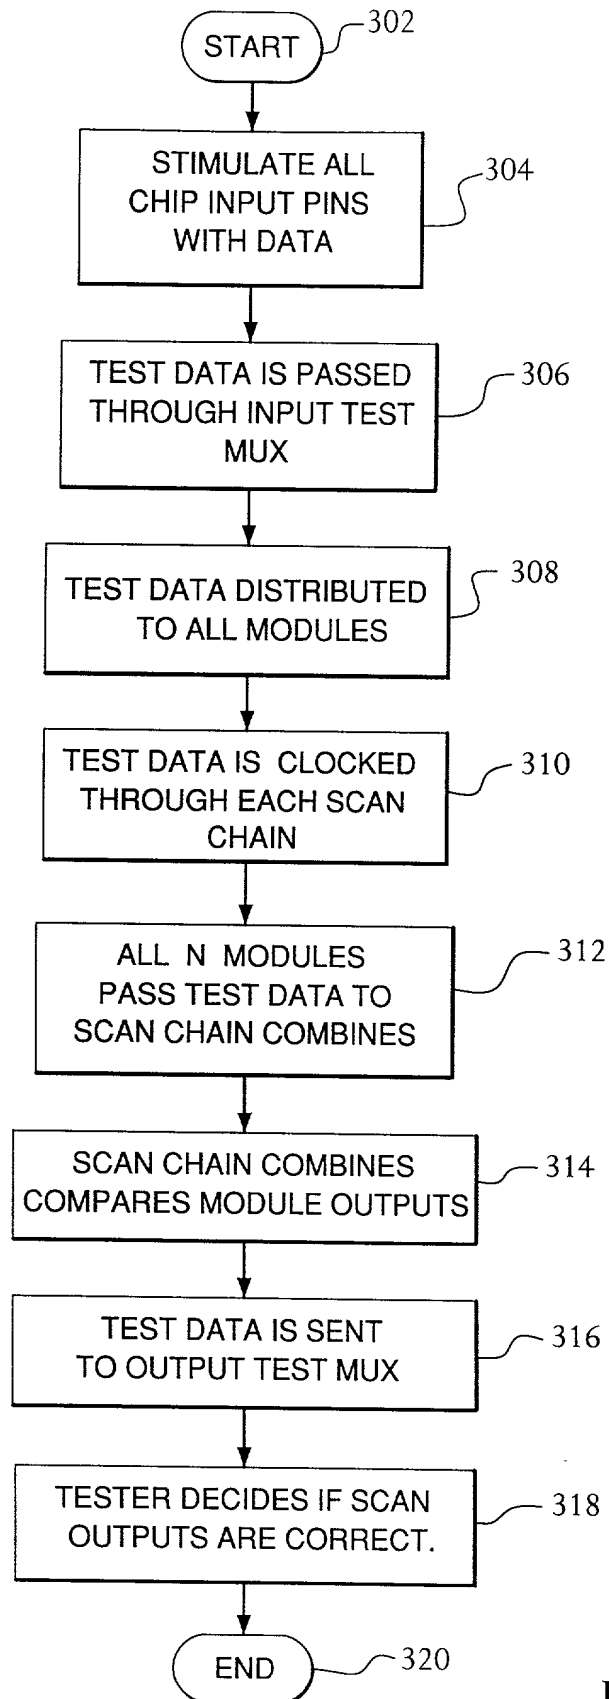 START
302
STIMULATE ALL
CHIP INPUT PINS
WITH DATA
304
TEST DATA IS PASSED
THROUGH INPUT TEST
MUX
306
TEST DATA DISTRIBUTED
TO ALL MODULES
308
TEST DATA IS CLOCKED
THROUGH EACH SCAN
CHAIN
310
ALL N MODULES
PASS TEST DATA TO
SCAN CHAIN COMBINES
312
SCAN CHAIN COMBINES
COMPARES MODULE OUTPUTS
314
TEST DATA IS SENT
TO OUTPUT TEST MUX
316
TESTER DECIDES IF SCAN
OUTPUTS ARE CORRECT.
318
END
320